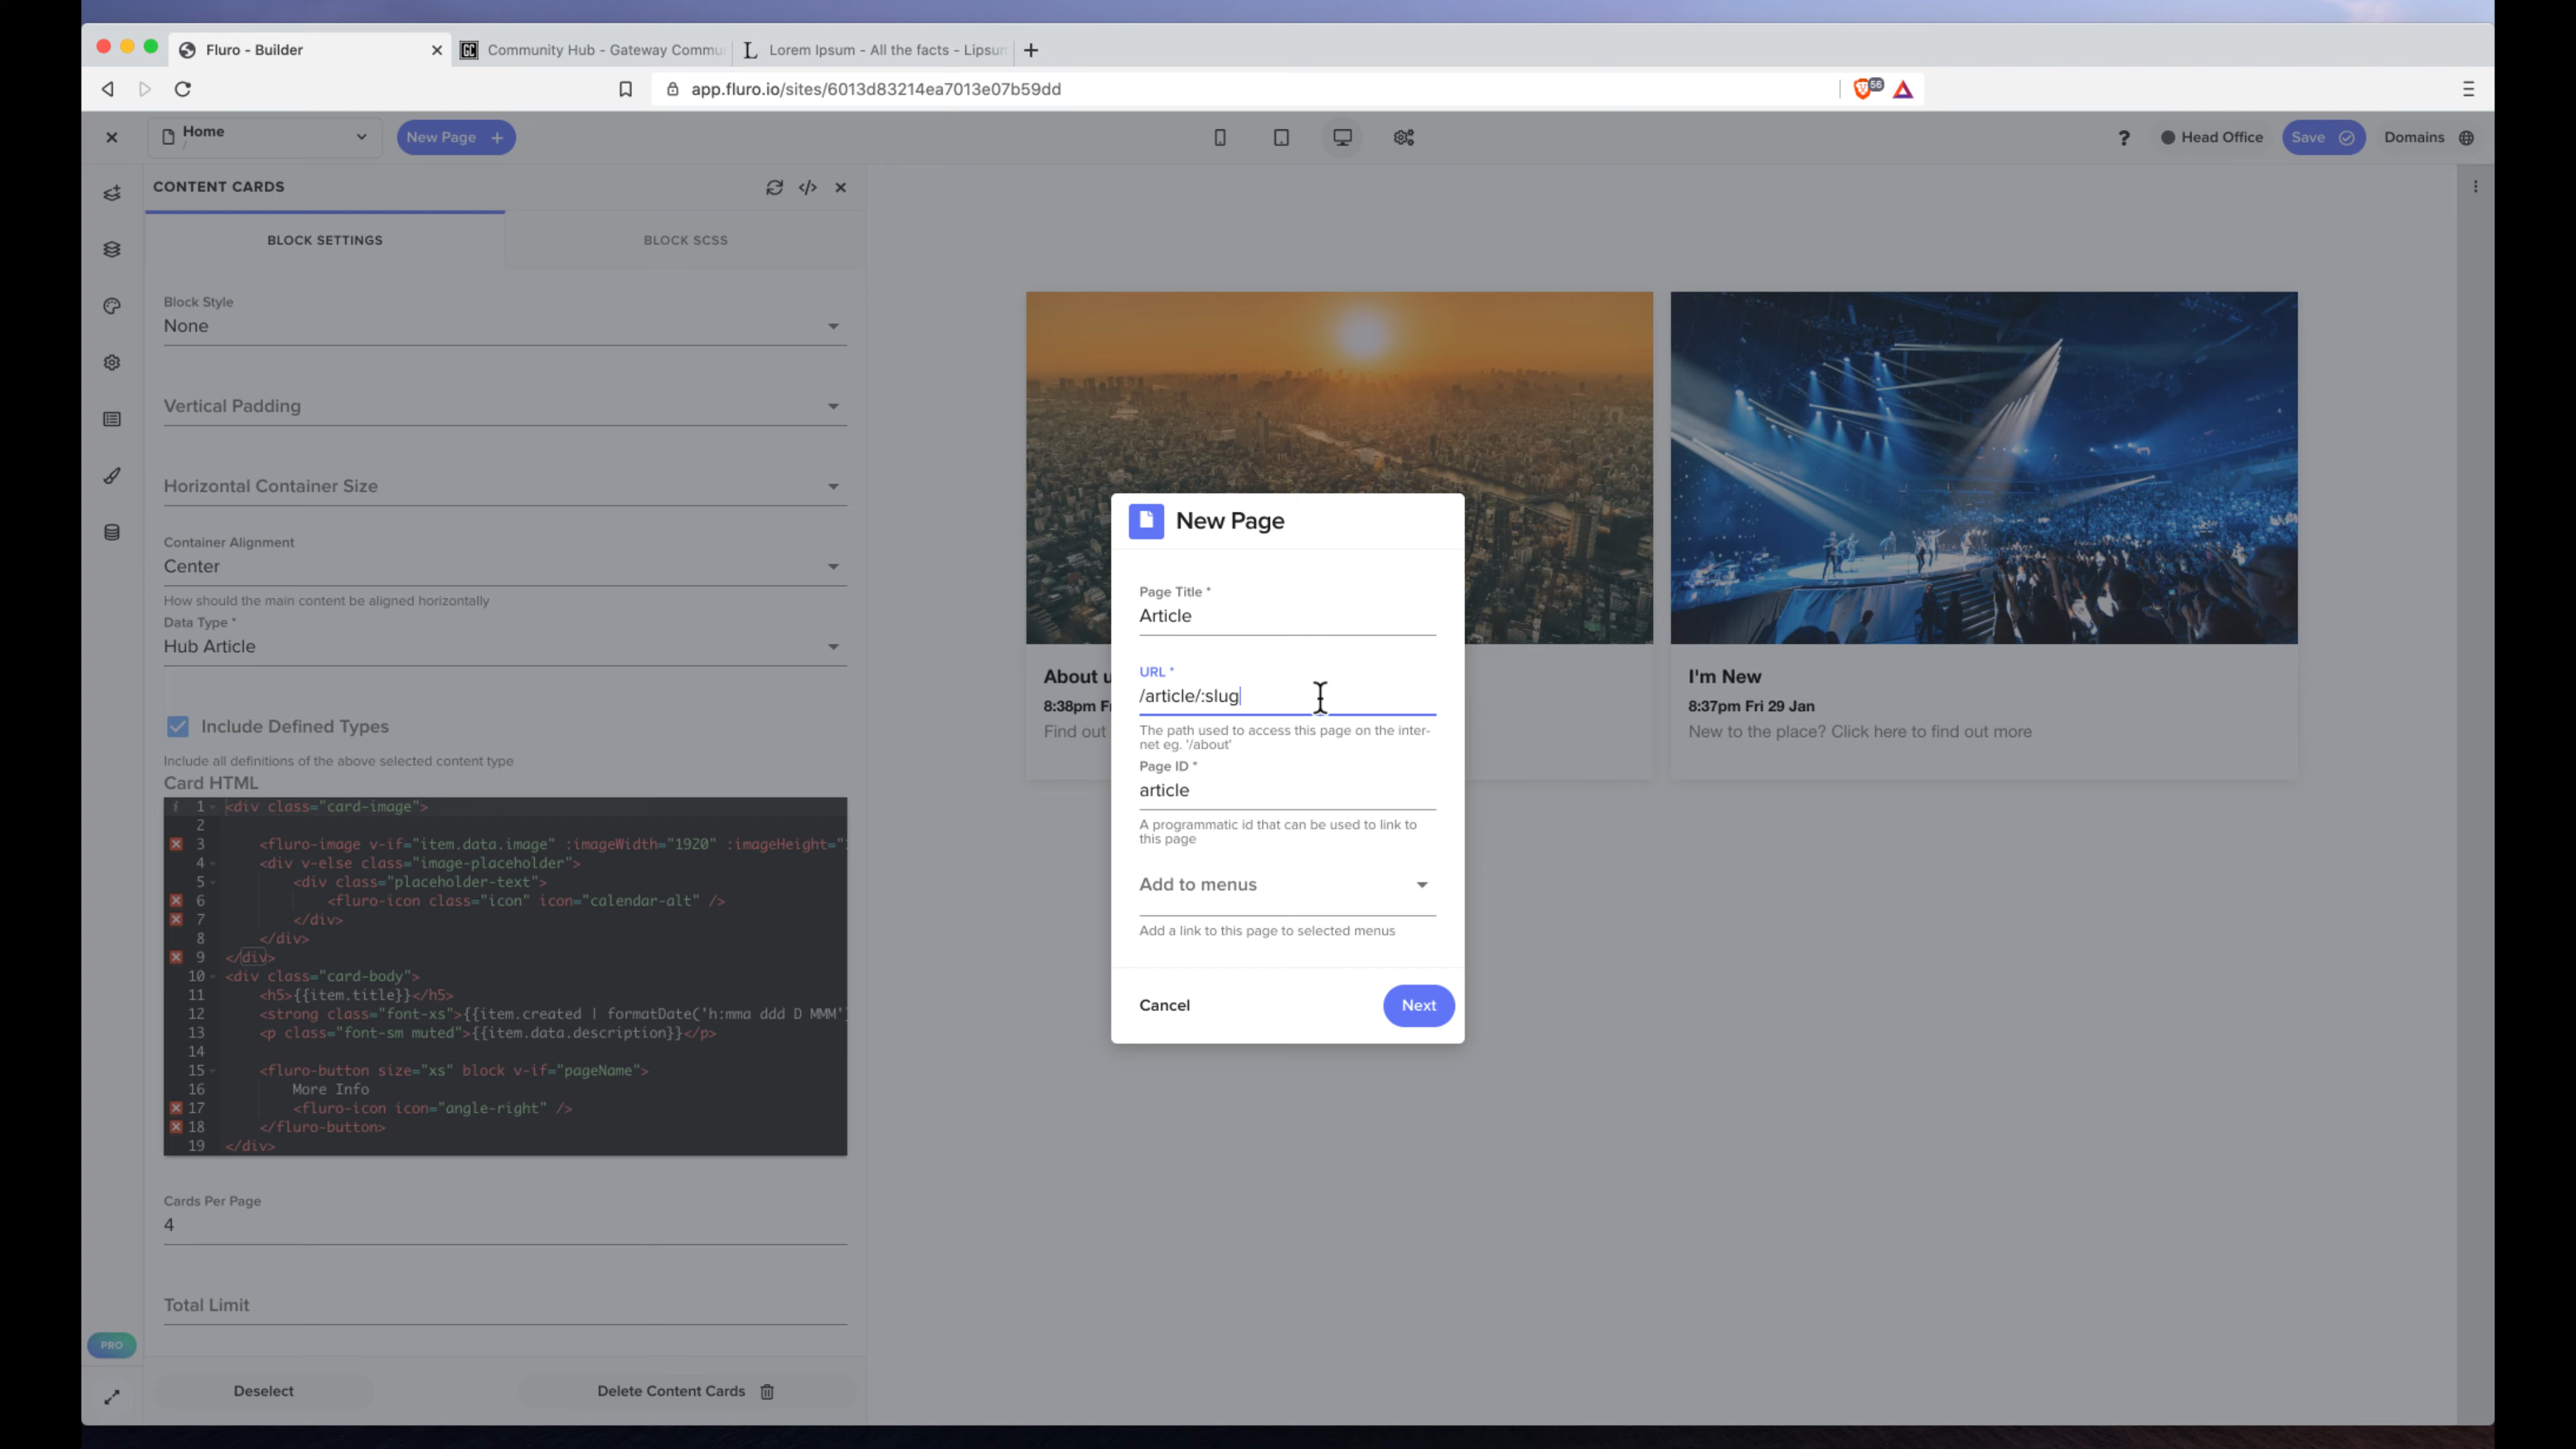 Fluro - Builder
Community Hub - Gateway Commu
Lorem Ipsum - All the facts - Lipsum
app.fluro.io/sites/6013d83214ea7013e07b59dd
56
Home
/
New Page +
?
Head Office
Save
Domains
CONTENT CARDS
</>
BLOCK SETTINGS
BLOCK SCSS
Block Style
None
Vertical Padding
Horizontal Container Size
Container Alignment
Center
How should the main content be aligned horizontally
Data Type *
Hub Article
Include Defined Types
Include all definitions of the above selected content type
Card HTML
1 <div class="card-image">
2
3 <fluro-image v-if="item.data.image" :imageWidth="1920" :imageHeight="
4 <div v-else class="image-placeholder">
5 <div class="placeholder-text">
6 <fluro-icon class="icon" icon="calendar-alt" />
7 </div>
8 </div>
9 </div>
10 <div class="card-body">
11 <h5>{{item.title}}</h5>
12 <strong class="font-xs">{{item.created | formatDate('h:mma ddd D MMM')
13 <p class="font-sm muted">{{item.data.description}}</p>
14
15 <fluro-button size="xs" block v-if="pageName">
16 More Info
17 <fluro-icon icon="angle-right" />
18 </fluro-button>
19 </div>
Cards Per Page
4
Total Limit
PRO
Deselect
Delete Content Cards
About u
8:38pm F
Find out
I'm New
8:37pm Fri 29 Jan
New to the place? Click here to find out more
New Page
Page Title *
Article
URL *
/article/:slug
The path used to access this page on the inter-
net eg. '/about'
Page ID *
article
A programmatic id that can be used to link to
this page
Add to menus
Add a link to this page to selected menus
Cancel
Next